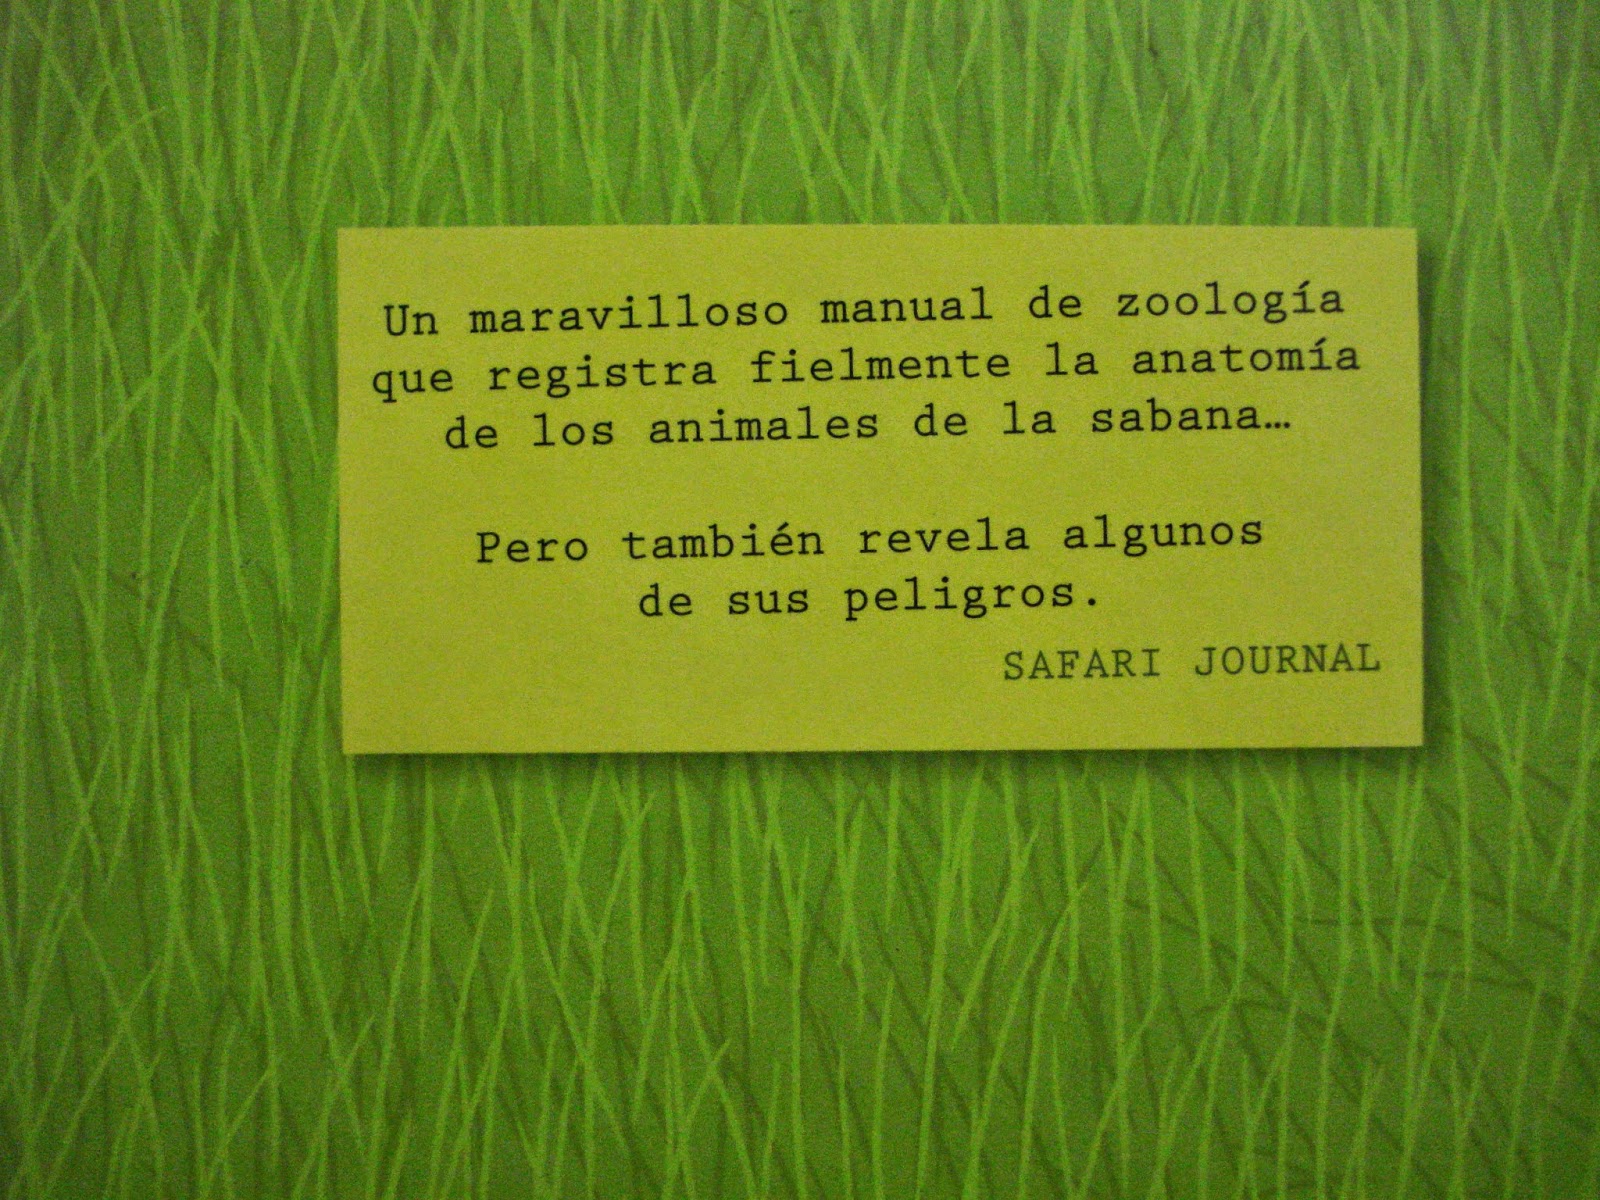 Un maravilloso manual de zoología
que registra fielmente la anatomía
de los animales de la sabana…
Pero también revela algunos
de sus peligros.
SAFARI JOURNAL